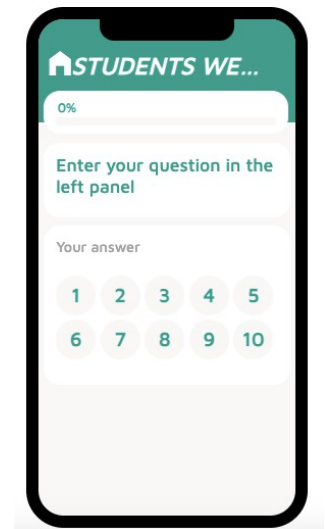 STUDENTS WE...
0%
Enter your question in the
left panel
Your answer
1 2 3 4 5
6 7 8 9 10